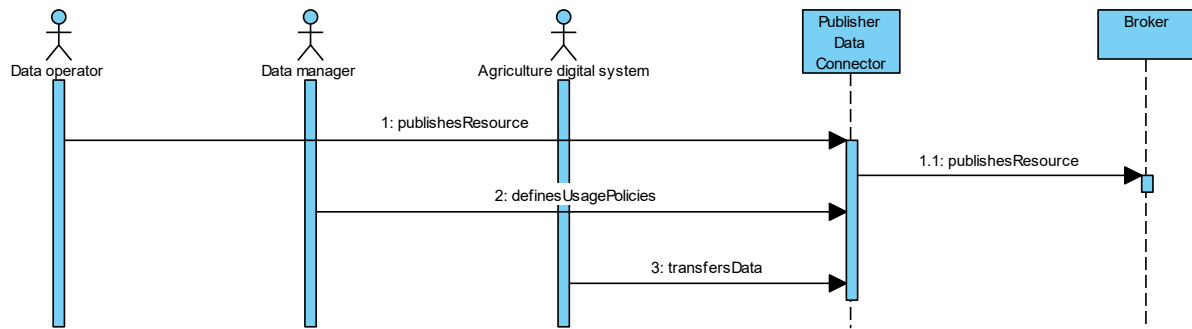 Publisher
Data
Connector
Broker
Data operator
Data manager
Agriculture digital system
1: publishesResource
1.1: publishesResource
2: definesUsagePolicies
3: transfersData